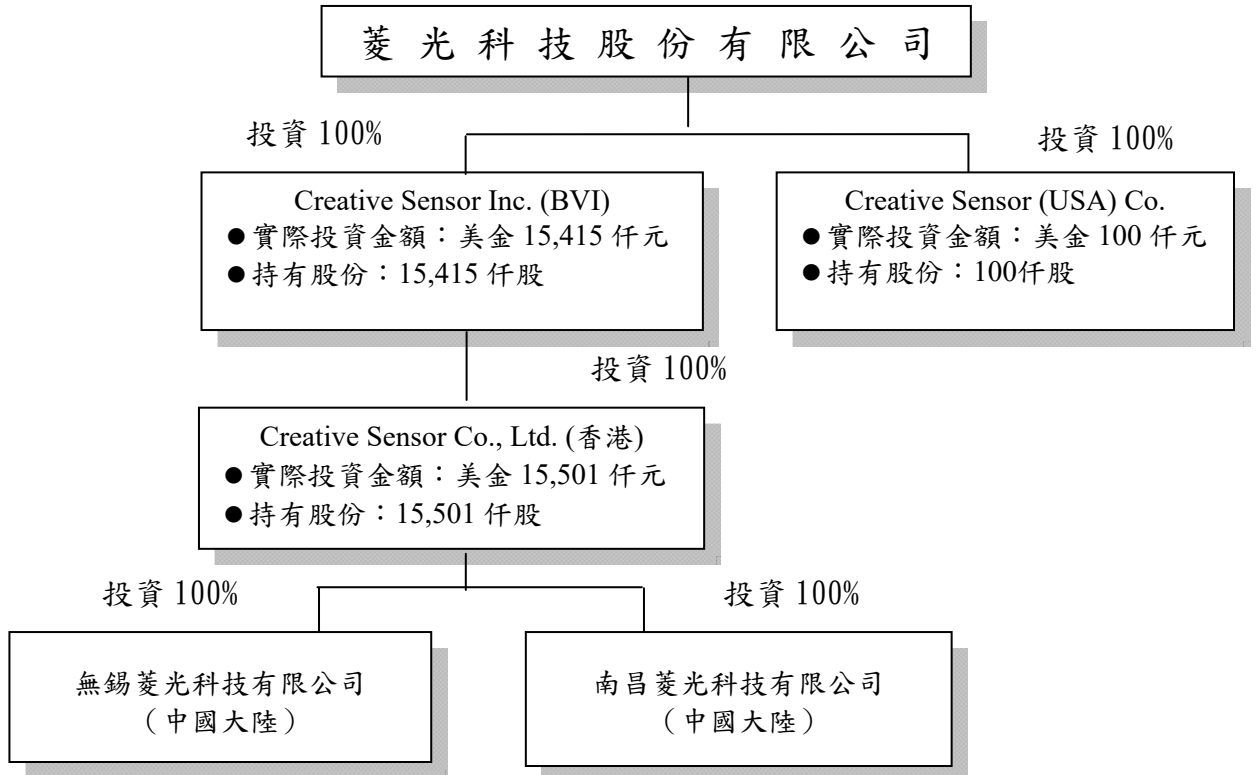 菱光科技股份有限公司
投資 100%
投資 100%
Creative Sensor Inc. (BVI)
●實際投資金額：美金 15,415 仟元
●持有股份：15,415 仟股
Creative Sensor (USA) Co.
●實際投資金額：美金 100 仟元
●持有股份：100仟股
投資 100%
Creative Sensor Co., Ltd. (香港)
●實際投資金額：美金 15,501 仟元
●持有股份：15,501 仟股
投資 100%
投資 100%
無錫菱光科技有限公司
（中國大陸）
南昌菱光科技有限公司
（中國大陸）